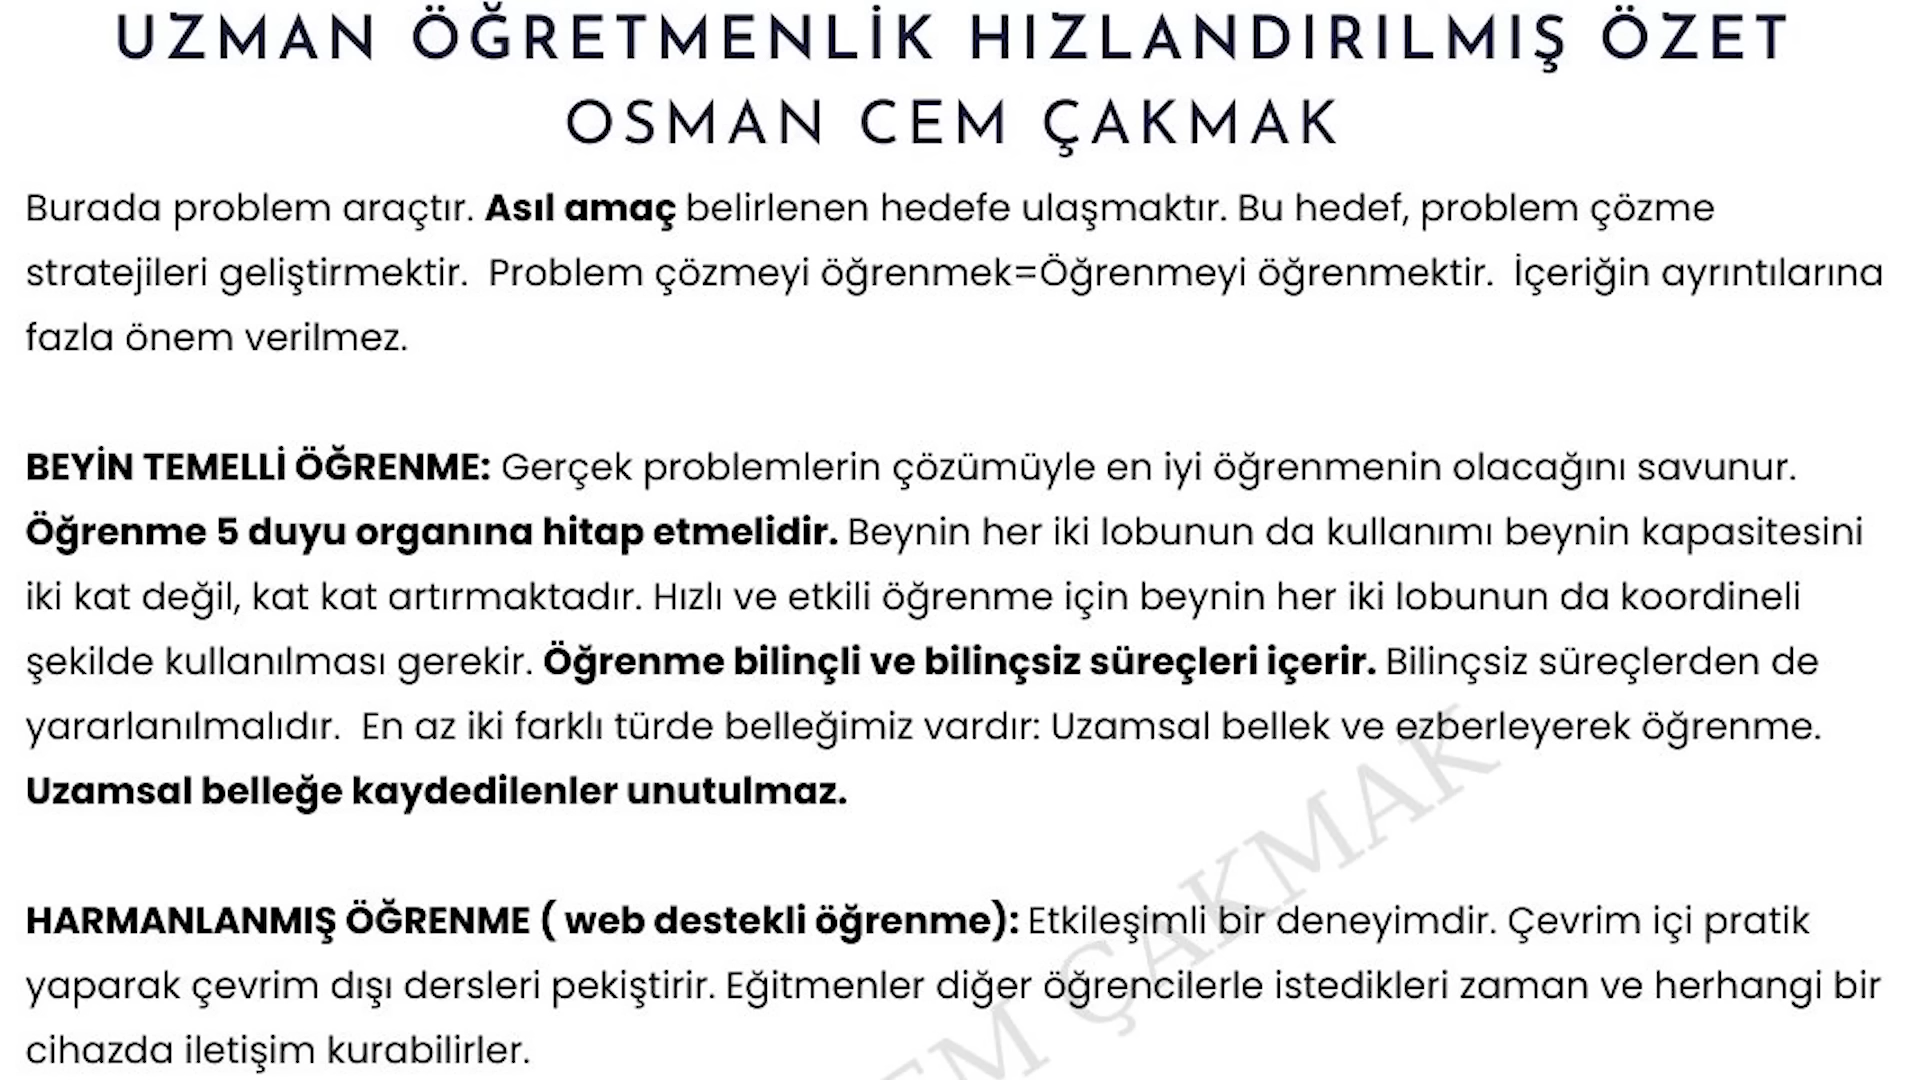 UZMAN ÖĞRETMENLİK HIZLANDIRILMIŞ ÖZET
OSMAN CEM ÇAKMAK
Burada problem araçtır. Asıl amaç belirlenen hedefe ulaşmaktır. Bu hedef, problem çözme
stratejileri geliştirmektir.  Problem çözmeyi öğrenmek=Öğrenmeyi öğrenmektir.  İçeriğin ayrıntılarına
fazla önem verilmez.
BEYİN TEMELLİ ÖĞRENME: Gerçek problemlerin çözümüyle en iyi öğrenmenin olacağını savunur.
Öğrenme 5 duyu organına hitap etmelidir. Beynin her iki lobunun da kullanımı beynin kapasitesini
iki kat değil, kat kat artırmaktadır. Hızlı ve etkili öğrenme için beynin her iki lobunun da koordineli
şekilde kullanılması gerekir. Öğrenme bilinçli ve bilinçsiz süreçleri içerir. Bilinçsiz süreçlerden de
yararlanılmalıdır.  En az iki farklı türde belleğimiz vardır: Uzamsal bellek ve ezberleyerek öğrenme.
Uzamsal belleğe kaydedilenler unutulmaz.
HARMANLANMIŞ ÖĞRENME ( web destekli öğrenme): Etkileşimli bir deneyimdir. Çevrim içi pratik
yaparak çevrim dışı dersleri pekiştirir. Eğitmenler diğer öğrencilerle istedikleri zaman ve herhangi bir
cihazda iletişim kurabilirler.
EM ÇAKMAK